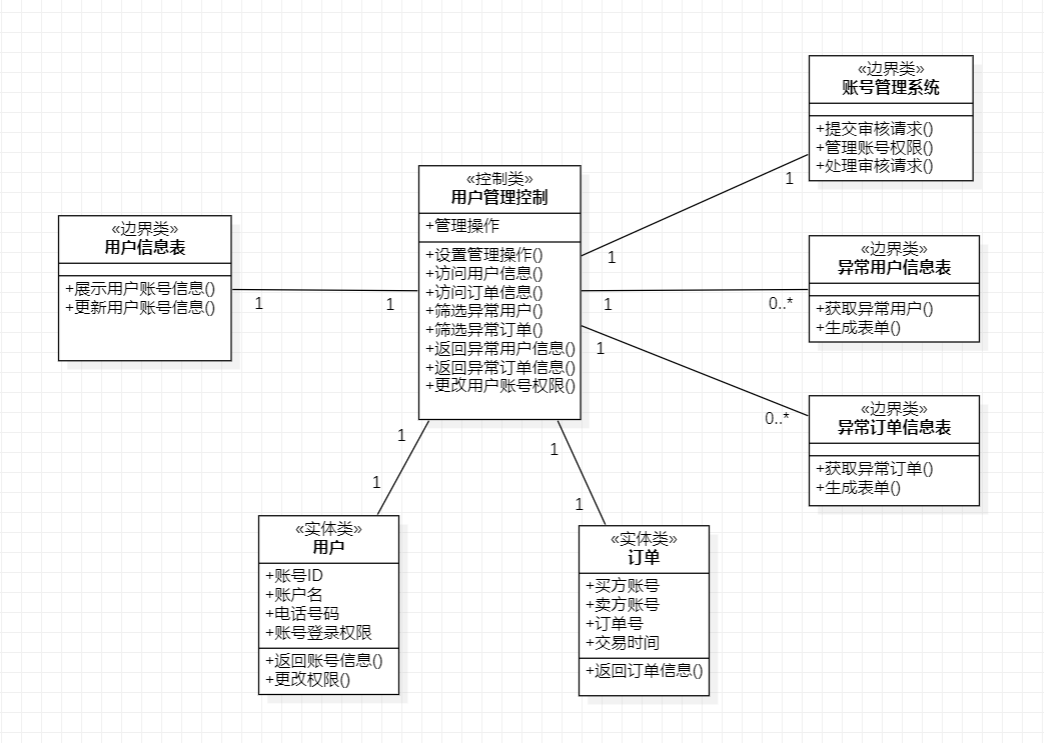 «边界类»
账号管理系统
+提交审核请求()
+管理账号权限()
+处理审核请求()
1
«控制类»
用户管理控制
+管理操作
+设置管理操作()
+访问用户信息()
+访问订单信息()
+筛选异常用户()
+筛选异常订单()
+返回异常用户信息()
+返回异常订单信息()
+更改用户账号权限()
1
«边界类»
用户信息表
+展示用户账号信息()
+更新用户账号信息()
1
1
«边界类»
异常用户信息表
+获取异常用户()
+生成表单()
1
0..*
1
0..*
«边界类»
异常订单信息表
+获取异常订单()
+生成表单()
1
1
1
1
«实体类»
用户
+账号ID
+账户名
+电话号码
+账号登录权限
+返回账号信息()
+更改权限()
«实体类»
订单
+买方账号
+卖方账号
+订单号
+交易时间
+返回订单信息()